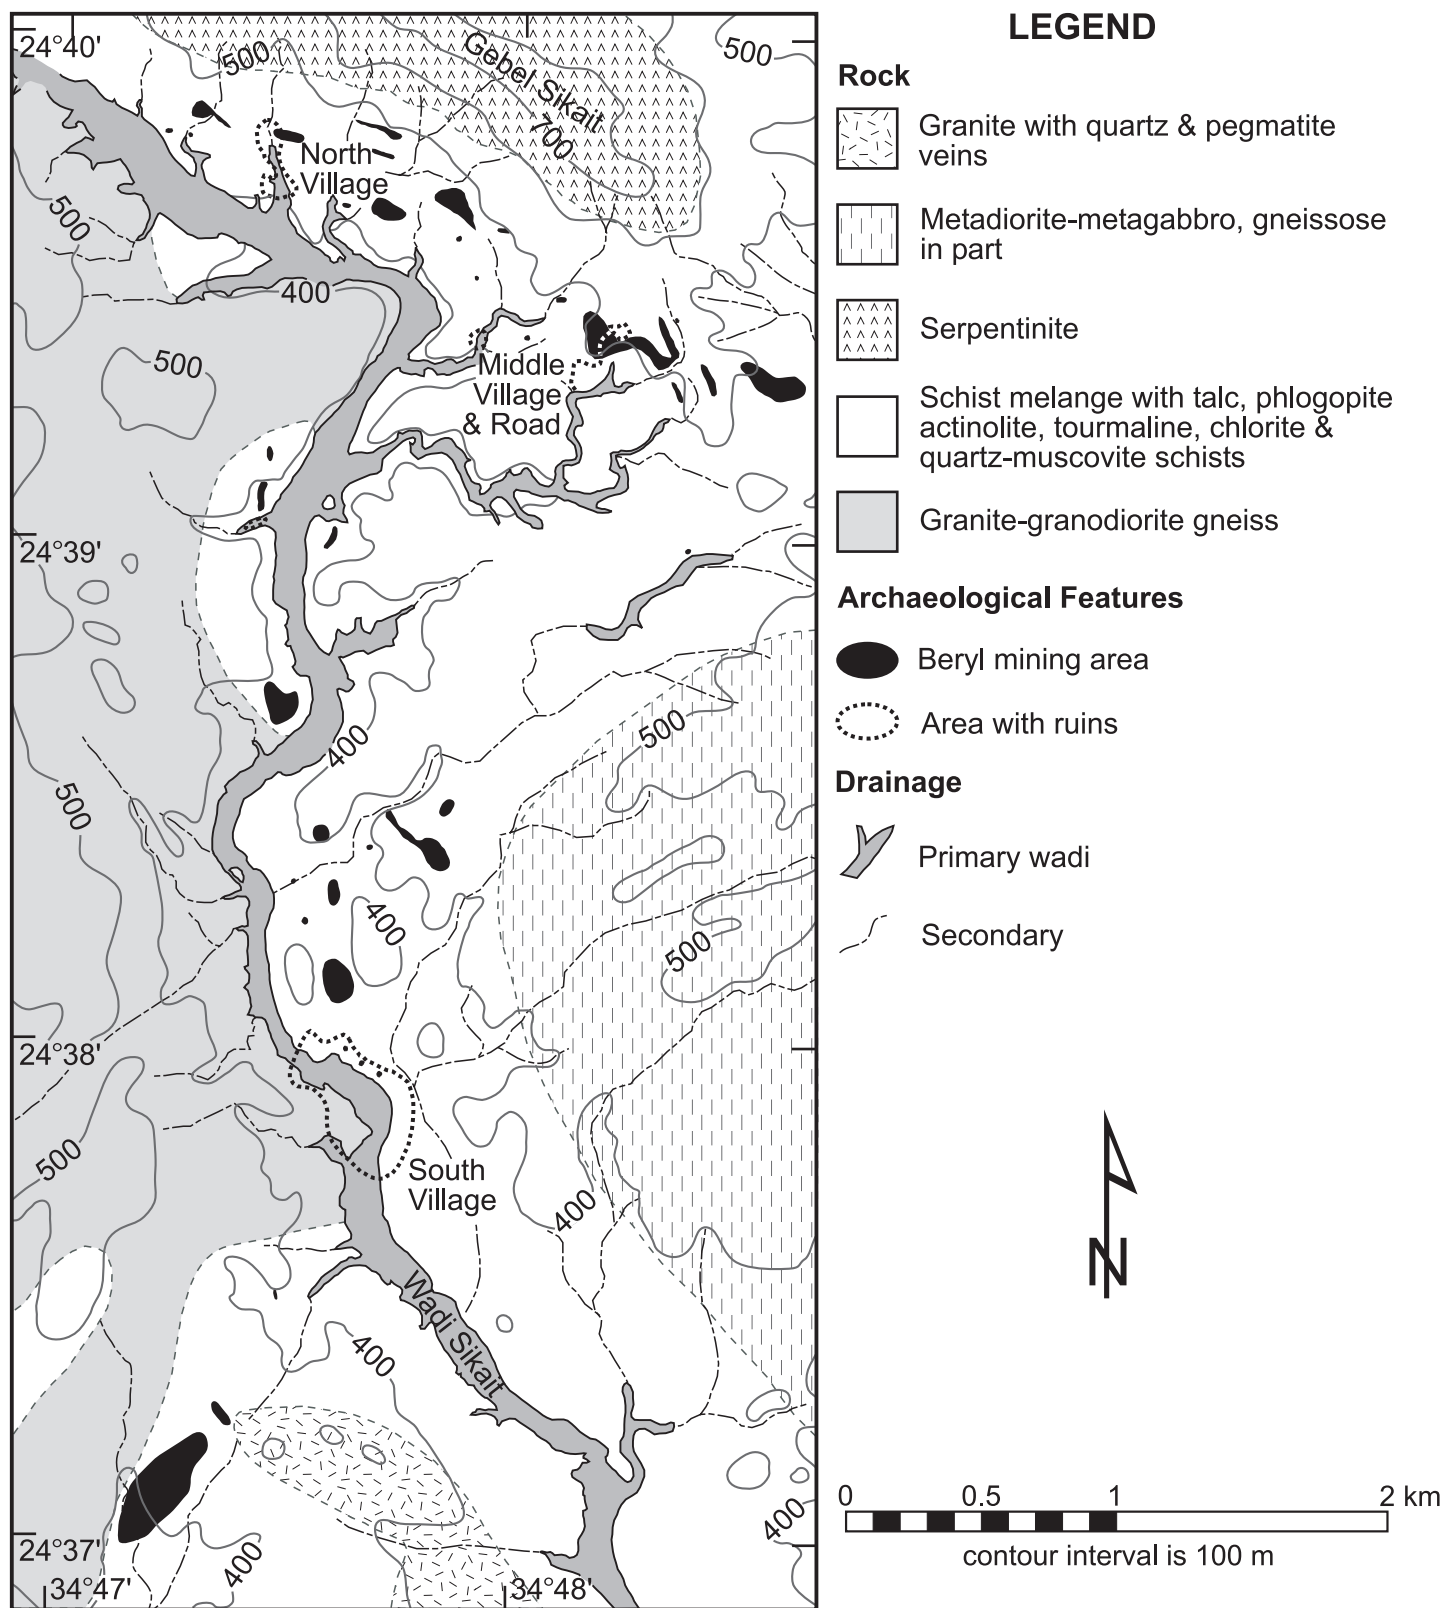 24°40'
500
Gebel Sikait
700
500
North
Village
500
400
500
Middle
Village
& Road
24°39'
400
500
500
400
500
24°38'
500
South
Village
400
Wadi Sikait
400
400
24°37'
400
34°47'
34°48'
LEGEND
Rock
Granite with quartz & pegmatite
veins
Metadiorite-metagabbro, gneissose
in part
Serpentinite
Schist melange with talc, phlogopite
actinolite, tourmaline, chlorite &
quartz-muscovite schists
Granite-granodiorite gneiss
Archaeological Features
Beryl mining area
Area with ruins
Drainage
Primary wadi
Secondary
N
0 0.5 1 2 km
contour interval is 100 m